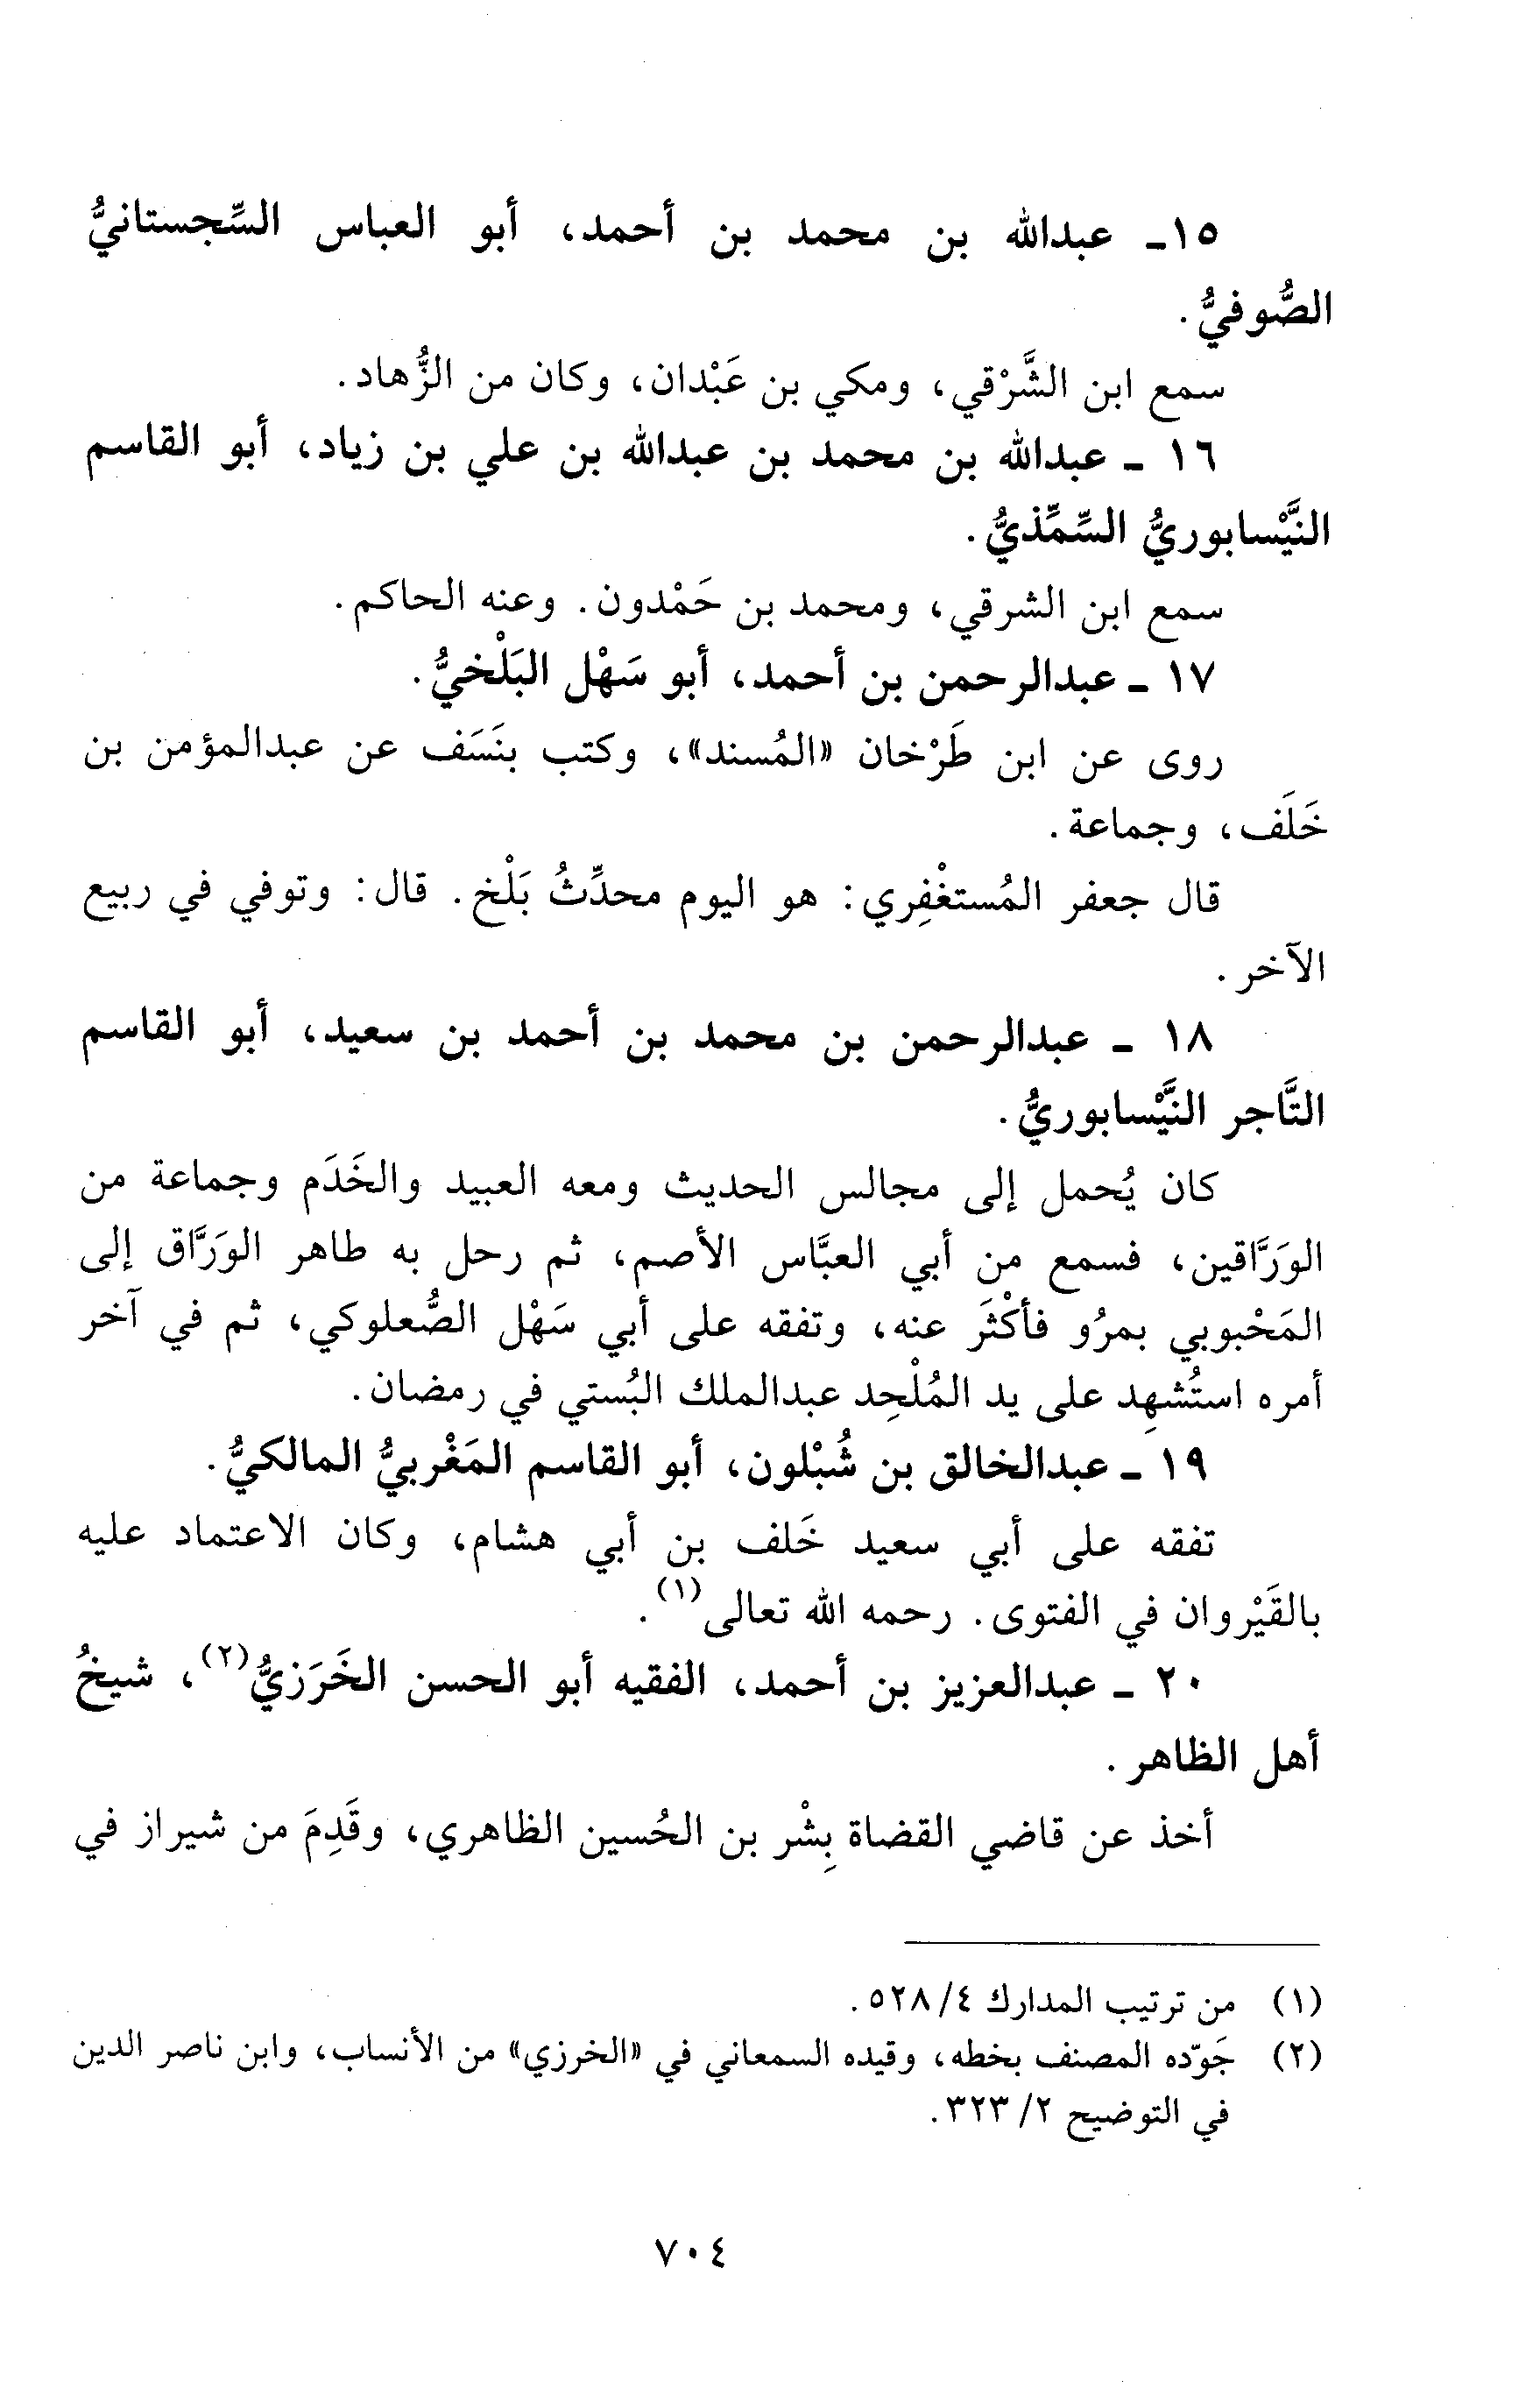 ١٥ـ عبدالله بن محمد بن أحمد، أبو العباس السِّجستانيُّ
الصُّوفيُّ.
سمع ابن الشَّرْقي، ومكي بن عَبْدان، وكان من الزُّهاد.
١٦ ـ عبدالله بن محمد بن عبدالله بن علي بن زياد، أبو القاسم
النَّيْسابوريُّ السِّمِّذيُّ.
سمع ابن الشرقي، ومحمد بن حَمْدون. وعنه الحاكم.
١٧ ـ عبدالرحمن بن أحمد، أبو سَهْل البَلْخيُّ.
روى عن ابن طَرْخان «المُسند»، وكتب بنَسَف عن عبدالمؤمن بن
خَلَف، وجماعة.
قال جعفر المُستغْفِري: هو اليوم محدِّثُ بَلْخ. قال: وتوفي في ربيع
الآخر.
١٨ ـ عبدالرحمن بن محمد بن أحمد بن سعيد، أبو القاسم
التَّاجر النَّيْسابوريُّ.
كان يُحمل إلى مجالس الحديث ومعه العبيد والخَدَم وجماعة من
الوَرَّاقين، فسمع من أبي العبَّاس الأصم، ثم رحل به طاهر الوَرَّاق إلى
المَحْبوبي بمرُو فأكْثَر عنه، وتفقه على أبي سَهْل الصُّعلوكي، ثم في آخر
أمره استُشهِد على يد المُلْحِد عبدالملك البُستي في رمضان.
١٩ ـ عبدالخالق بن شُبْلون، أبو القاسم المَغْربيُّ المالكيُّ.
تفقه على أبي سعيد خَلف بن أبي هشام، وكان الاعتماد عليه
بالقَيْروان في الفتوى. رحمه الله تعالى(١).
٢٠ ـ عبدالعزيز بن أحمد، الفقيه أبو الحسن الخَرَزيُّ(٢)، شيخُ
أهل الظاهر.
أخذ عن قاضي القضاة بِشْر بن الحُسين الظاهري، وقَدِمَ من شيراز في
(١) من ترتيب المدارك ٤/ ٥٢٨.
(٢) جَوّده المصنف بخطه، وقيده السمعاني في «الخرزي» من الأنساب، وابن ناصر الدين
في التوضيح ٢/ ٣٢٣.
٧٠٤